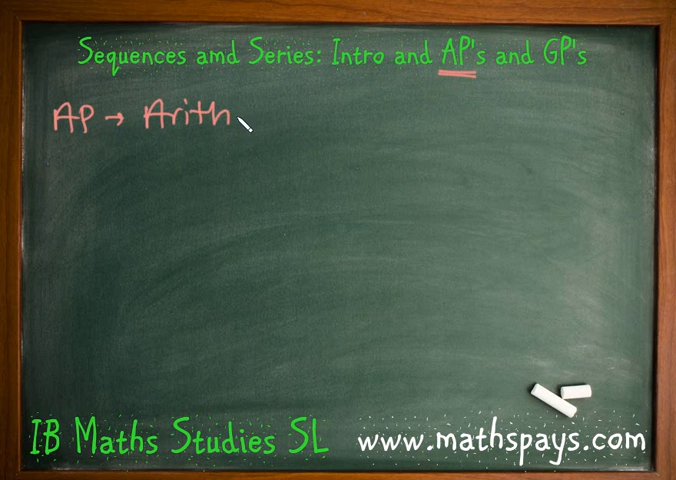 Sequences amd Series: Intro and AP's and GP's
AP → Arith
IB Maths Studies SL www.mathspays.com